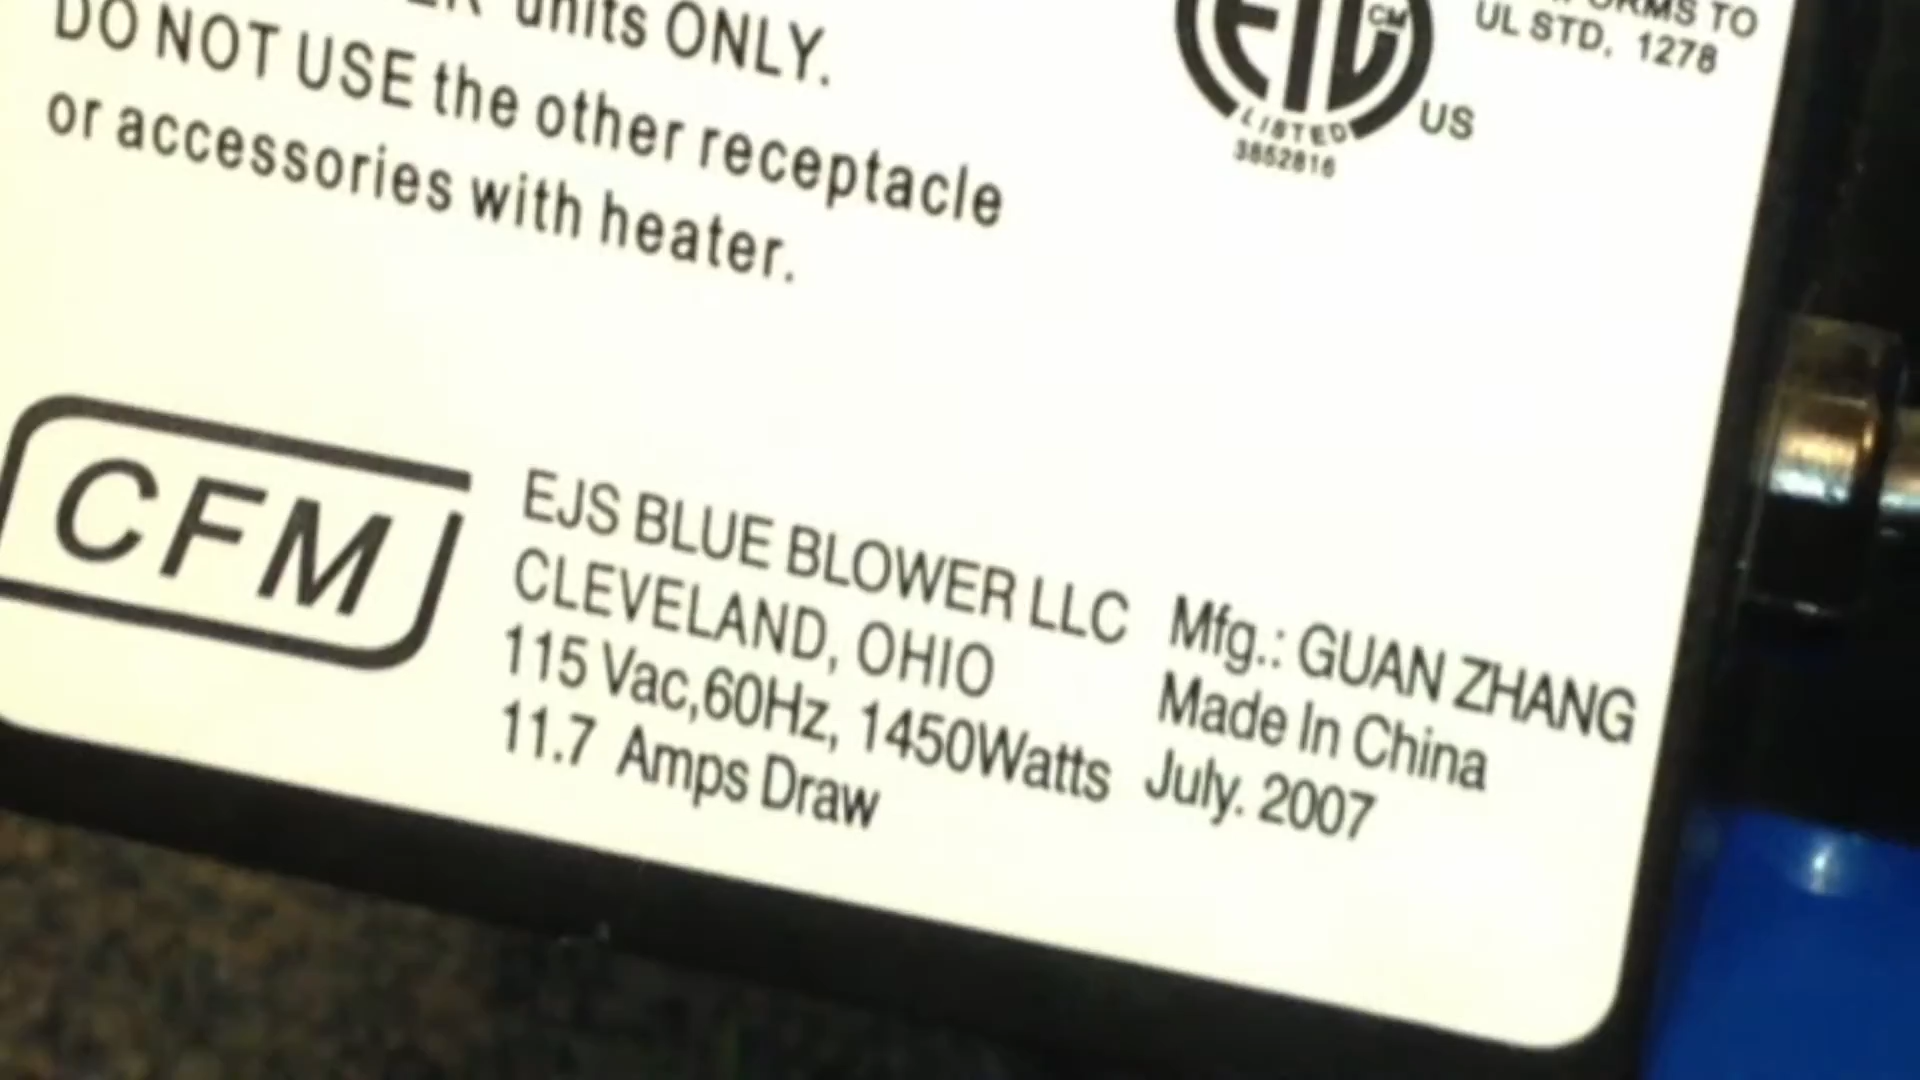 units ONLY.
DO NOT USE the other receptacle
or accessories with heater.
ETL CM
LISTED
US
3852816
TO
UL STD. 1278
CFM
EJS BLUE BLOWER LLC
CLEVELAND, OHIO
115 Vac,60Hz, 1450Watts
11.7 Amps Draw
Mfg.: GUAN ZHANG
Made In China
July. 2007